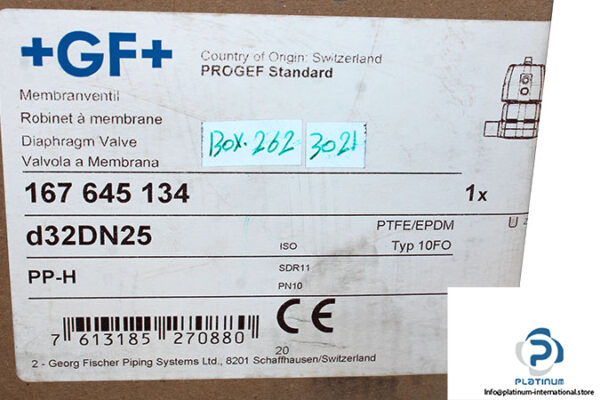 +GF+
Country of Origin: Switzerland
PROGEF Standard
Membranventil
Robinet à membrane
Diaphragm Valve
Valvola a Membrana
BOX.262
3021
167 645 134
1x
d32DN25
PTFE/EPDM
U
ISO
Typ 10FO
PP-H
SDR11
PN10
7 613185 270880
CE
20
2 - Georg Fischer Piping Systems Ltd., 8201 Schaffhausen/Switzerland
PLATINUM
info@platinum-international.store